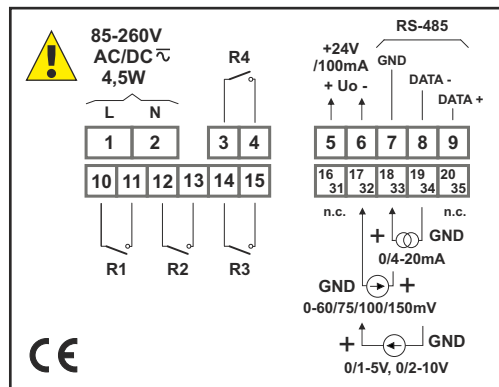 85-260V
AC/DC
4,5W
L N
R4
+24V
/100mA
+ Uo -
RS-485
GND
DATA -
DATA +
1 2 3 4 5 6 7 8 9
10 11 12 13 14 15
16 31 17 32 18 33 19 34 20 35
R1 R2 R3
n.c. n.c.
+ GND
0/4-20mA
GND +
0-60/75/100/150mV
+ GND
0/1-5V, 0/2-10V
CE